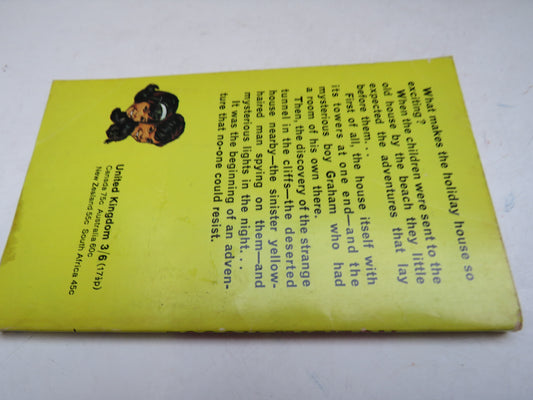 What makes the holiday house so
exciting?
When the children were sent to the
old house by the beach they little
expected the adventures that lay
before them...
First of all, the house itself with
its towers at one end—and the
mysterious boy Graham who had
a room of his own there.
Then, the discovery of the strange
tunnel in the cliffs—the deserted
house nearby—the sinister yellow-
haired man spying on them—and
mysterious lights in the night...
It was the beginning of an adven-
ture that no-one could resist.
United Kingdom 3/6 (17½p)
Canada 75c Australia 60c
New Zealand 55c South Africa 45c